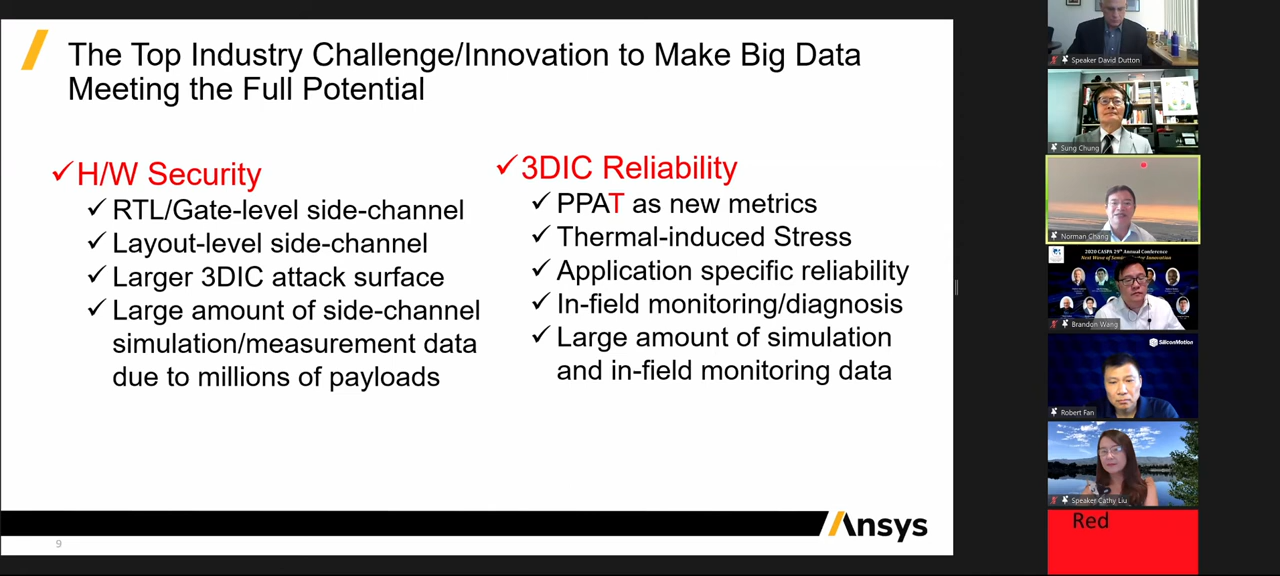 The Top Industry Challenge/Innovation to Make Big Data
Meeting the Full Potential
✓H/W Security
✓ RTL/Gate-level side-channel
✓ Layout-level side-channel
✓ Larger 3DIC attack surface
✓ Large amount of side-channel
simulation/measurement data
due to millions of payloads
✓3DIC Reliability
✓ PPAT as new metrics
✓ Thermal-induced Stress
✓ Application specific reliability
✓ In-field monitoring/diagnosis
✓ Large amount of simulation
and in-field monitoring data
Ansys
9
Speaker David Dutton
Sung Chung
Norman Chang
2020 CASPA 29th Annual Conference
Brandon Wang
SiliconMotion
Robert Fan
Speaker Cathy Liu
Red